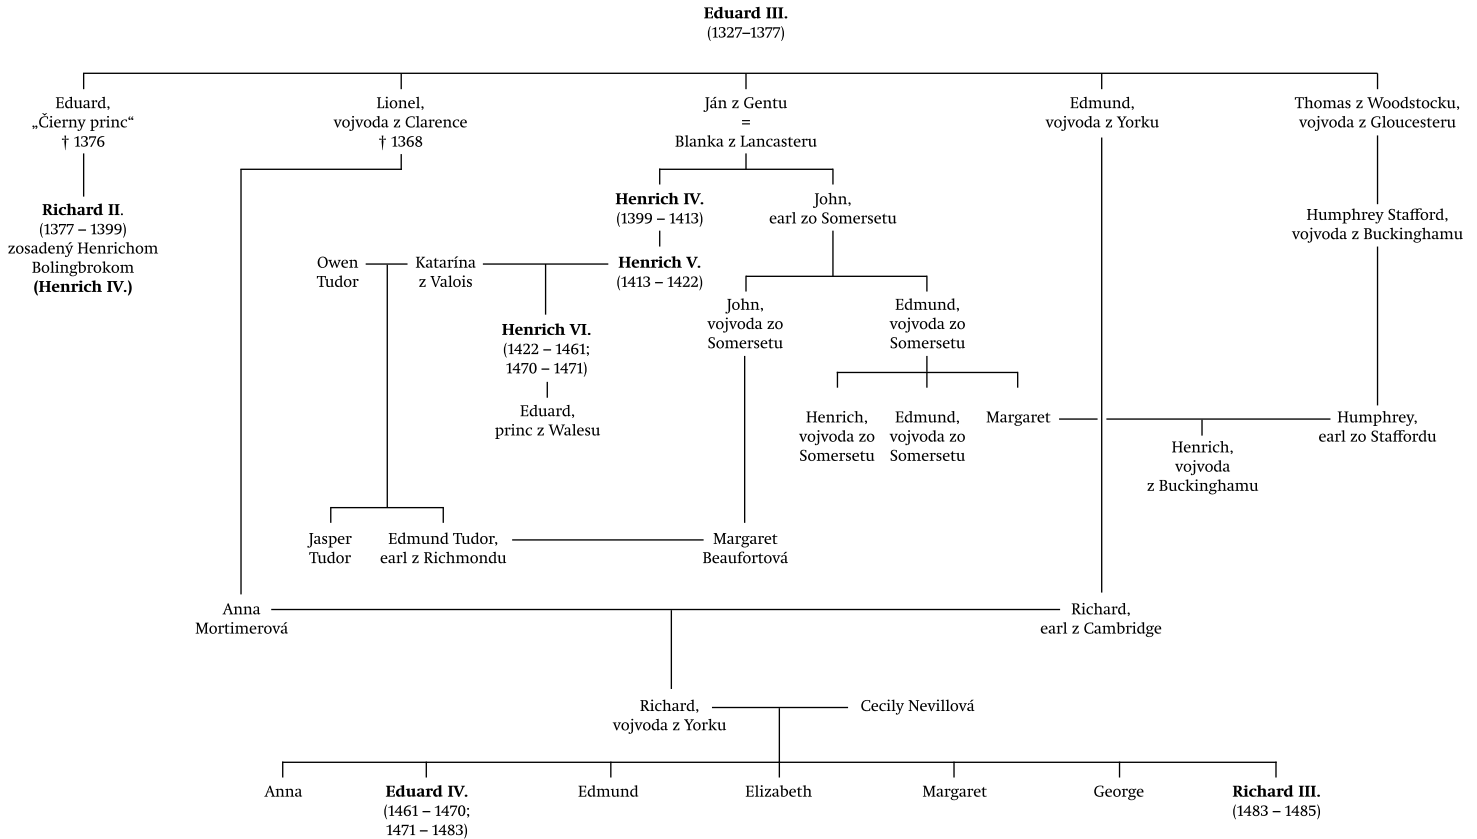 Eduard III.
(1327–1377)
Eduard,
„Čierny princ“
† 1376
Lionel,
vojvoda z Clarence
† 1368
Ján z Gentu
=
Blanka z Lancasteru
Edmund,
vojvoda z Yorku
Thomas z Woodstocku,
vojvoda z Gloucesteru
Richard II.
(1377 – 1399)
zosadený Henrichom
Bolingbrokom
(Henrich IV.)
Henrich IV.
(1399 – 1413)
John,
earl zo Somersetu
Humphrey Stafford,
vojvoda z Buckinghamu
Owen
Tudor
Katarína
z Valois
Henrich V.
(1413 – 1422)
John,
vojvoda zo
Somersetu
Edmund,
vojvoda zo
Somersetu
Henrich VI.
(1422 – 1461;
1470 – 1471)
Eduard,
princ z Walesu
Henrich,
vojvoda zo
Somersetu
Edmund,
vojvoda zo
Somersetu
Margaret
Humphrey,
earl zo Staffordu
Henrich,
vojvoda
z Buckinghamu
Jasper
Tudor
Edmund Tudor,
earl z Richmondu
Margaret
Beaufortová
Anna
Mortimerová
Richard,
earl z Cambridge
Richard,
vojvoda z Yorku
Cecily Nevillová
Anna
Eduard IV.
(1461 – 1470;
1471 – 1483)
Edmund
Elizabeth
Margaret
George
Richard III.
(1483 – 1485)